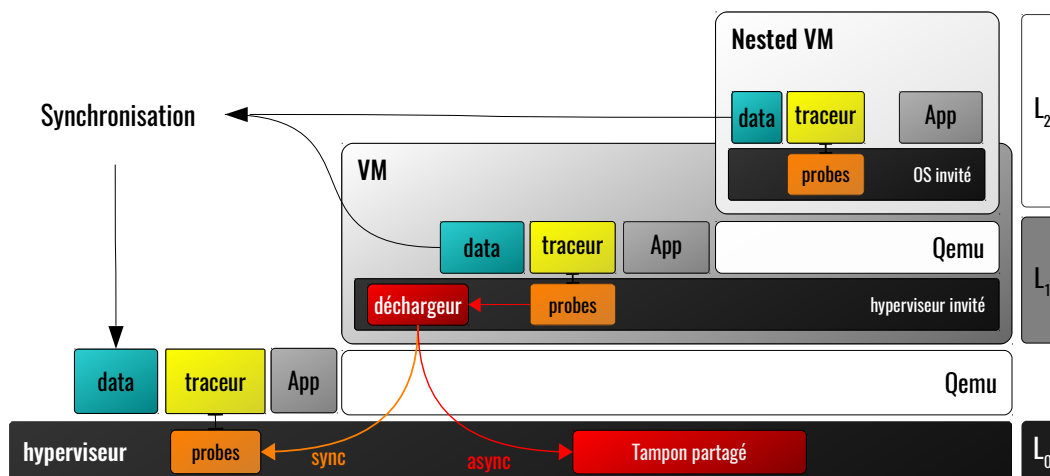 Nested VM
data
traceur
App
L2
probes
OS invité
Synchronisation
VM
data
traceur
App
Qemu
L1
déchargeur
probes
hyperviseur invité
data
traceur
App
Qemu
hyperviseur
probes
sync
async
Tampon partagé
L0